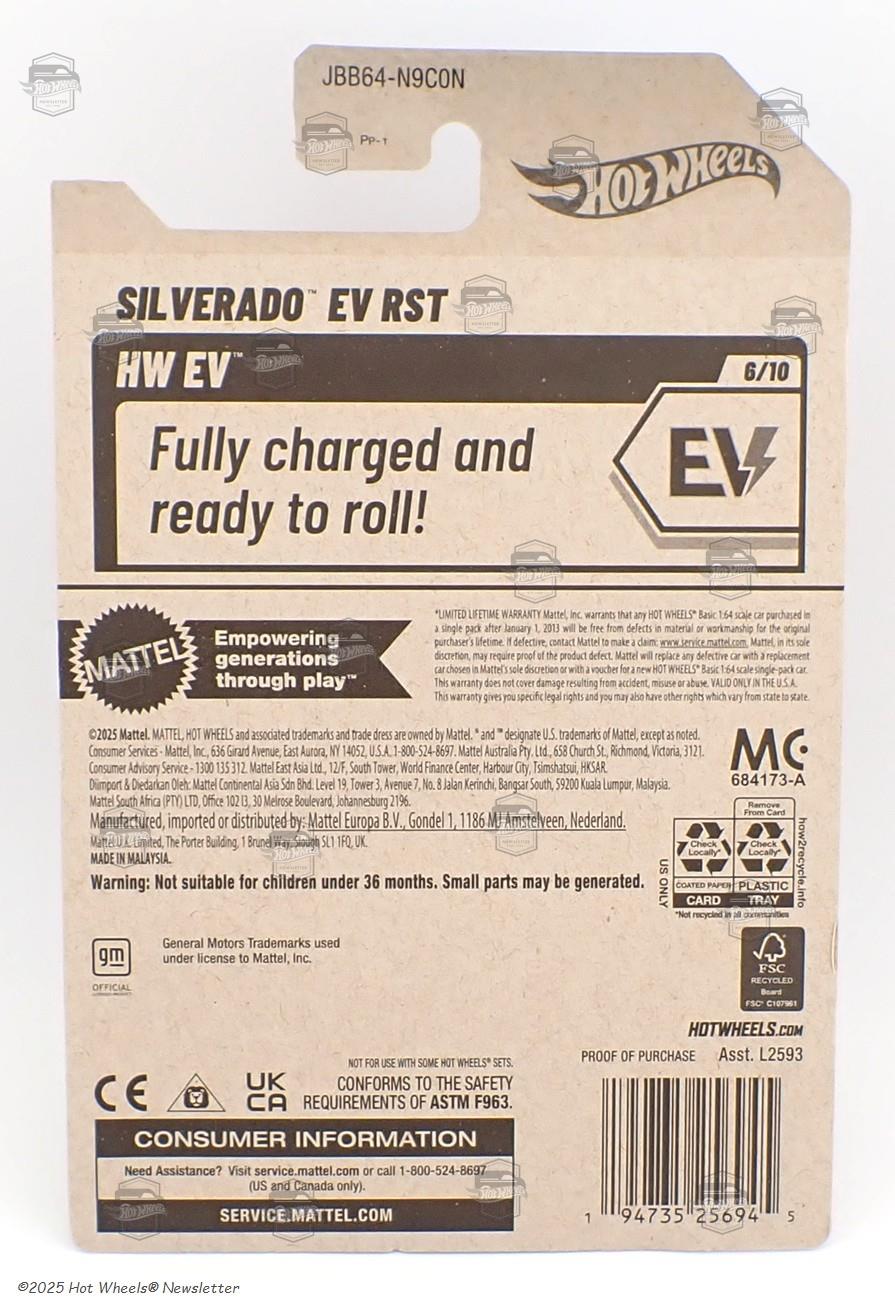 JBB64-N9C0N
PP-1
HOT WHEELS
SILVERADO™ EV RST
HW EV™
6/10
Fully charged and
ready to roll!
EV
MATTEL
Empowering
generations
through play™
*LIMITED LIFETIME WARRANTY Mattel, Inc. warrants that any HOT WHEELS® Basic 1:64 scale car purchased in
a single pack after January 1, 2013 will be free from defects in material or workmanship for the original
purchaser's lifetime. If defective, contact Mattel to make a claim: www.service.mattel.com. Mattel, in its sole
discretion, may require proof of the product defect. Mattel will replace any defective car with a replacement
car chosen in Mattel's sole discretion or with a voucher for a new HOT WHEELS® Basic 1:64 scale single-pack car.
This warranty does not cover damage resulting from accident, misuse or abuse. VALID ONLY IN THE U.S.A.
This warranty gives you specific legal rights and you may also have other rights which vary from state to state.
©2025 Mattel. MATTEL, HOT WHEELS and associated trademarks and trade dress are owned by Mattel. ® and ™ designate U.S. trademarks of Mattel, except as noted.
Consumer Services - Mattel, Inc., 636 Girard Avenue, East Aurora, NY 14052, U.S.A. 1-800-524-8697. Mattel Australia Pty. Ltd., 658 Church St., Richmond, Victoria, 3121.
Consumer Advisory Service - 1300 135 312. Mattel East Asia Ltd., 12/F, South Tower, World Finance Center, Harbour City, Tsimshatsui, HKSAR.
Diimport & Diedarkan Oleh: Mattel Continental Asia Sdn Bhd. Level 19, Tower 3, Avenue 7, No. 8 Jalan Kerinchi, Bangsar South, 59200 Kuala Lumpur, Malaysia.
Mattel South Africa (PTY) LTD, Office 102 I3, 30 Melrose Boulevard, Johannesburg 2196.
Manufactured, imported or distributed by: Mattel Europa B.V., Gondel 1, 1186 MJ Amstelveen, Nederland.
Mattel U.K. Limited, The Porter Building, 1 Brunel Way, Slough SL1 1FQ, UK.
MADE IN MALAYSIA.
Warning: Not suitable for children under 36 months. Small parts may be generated.
MC
684173-A
Remove
From Card
Check
Locally*
Check
Locally*
COATED PAPER
PLASTIC
CARD
TRAY
US ONLY
how2recycle.info
*Not recycled in all communities
gm
OFFICIAL
LICENSED PRODUCT
General Motors Trademarks used
under license to Mattel, Inc.
FSC
RECYCLED
Board
FSC® C107961
HOTWHEELS.COM
PROOF OF PURCHASE Asst. L2593
NOT FOR USE WITH SOME HOT WHEELS® SETS.
CE
UK
CA
CONFORMS TO THE SAFETY
REQUIREMENTS OF ASTM F963.
CONSUMER INFORMATION
Need Assistance? Visit service.mattel.com or call 1-800-524-8697
(US and Canada only).
SERVICE.MATTEL.COM
1 94735 25694 5
©2025 Hot Wheels® Newsletter